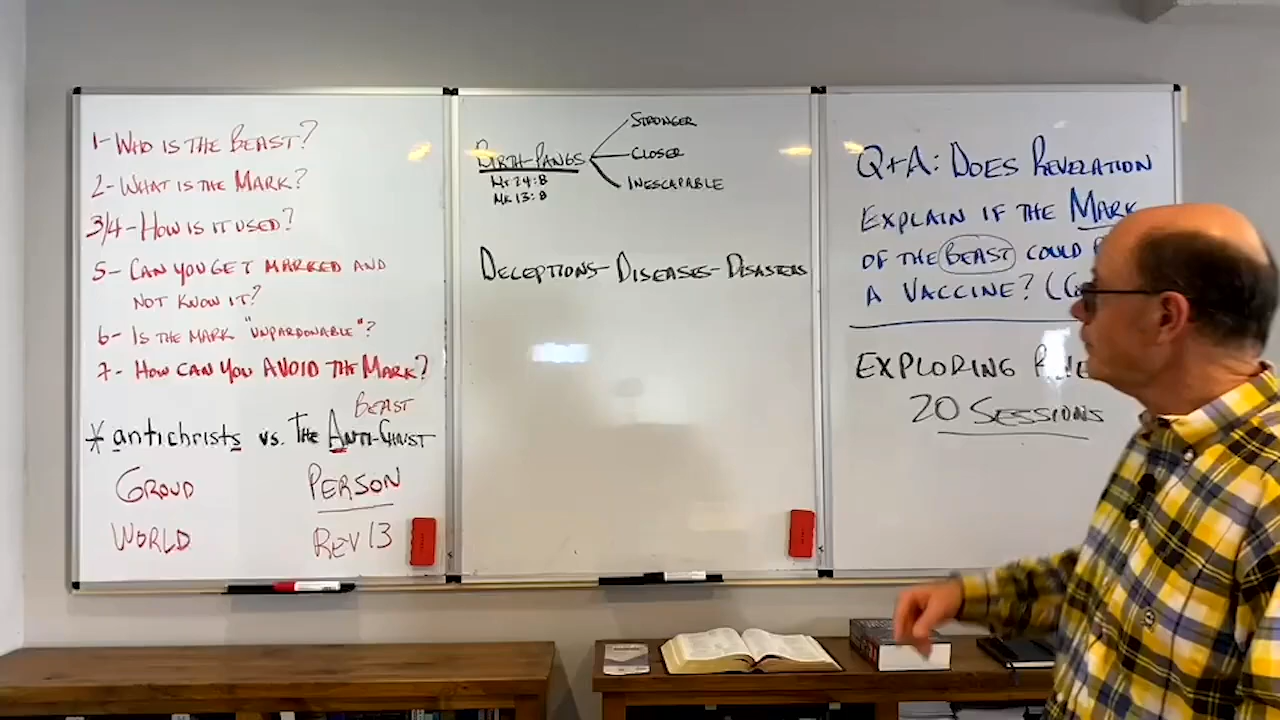 1- WHO IS THE BEAST?
2- WHAT IS THE MARK?
3/4- HOW IS IT USED?
5- CAN YOU GET MARKED AND
NOT KNOW IT?
6- IS THE MARK "UNPARDONABLE"?
7- HOW CAN YOU AVOID THE MARK?
BEAST
* antichrists vs. THE ANTI-CHRIST
GROUP PERSON
WORLD REV 13
BIRTH-PANGS
MT 24:8
MK 13:8
STRONGER
CLOSER
INESCAPABLE
DECEPTIONS- DISEASES- DISASTERS
Q+A: DOES REVELATION
EXPLAIN IF THE MARK
OF THE BEAST COULD
A VACCINE?
EXPLORING
20 SESSIONS